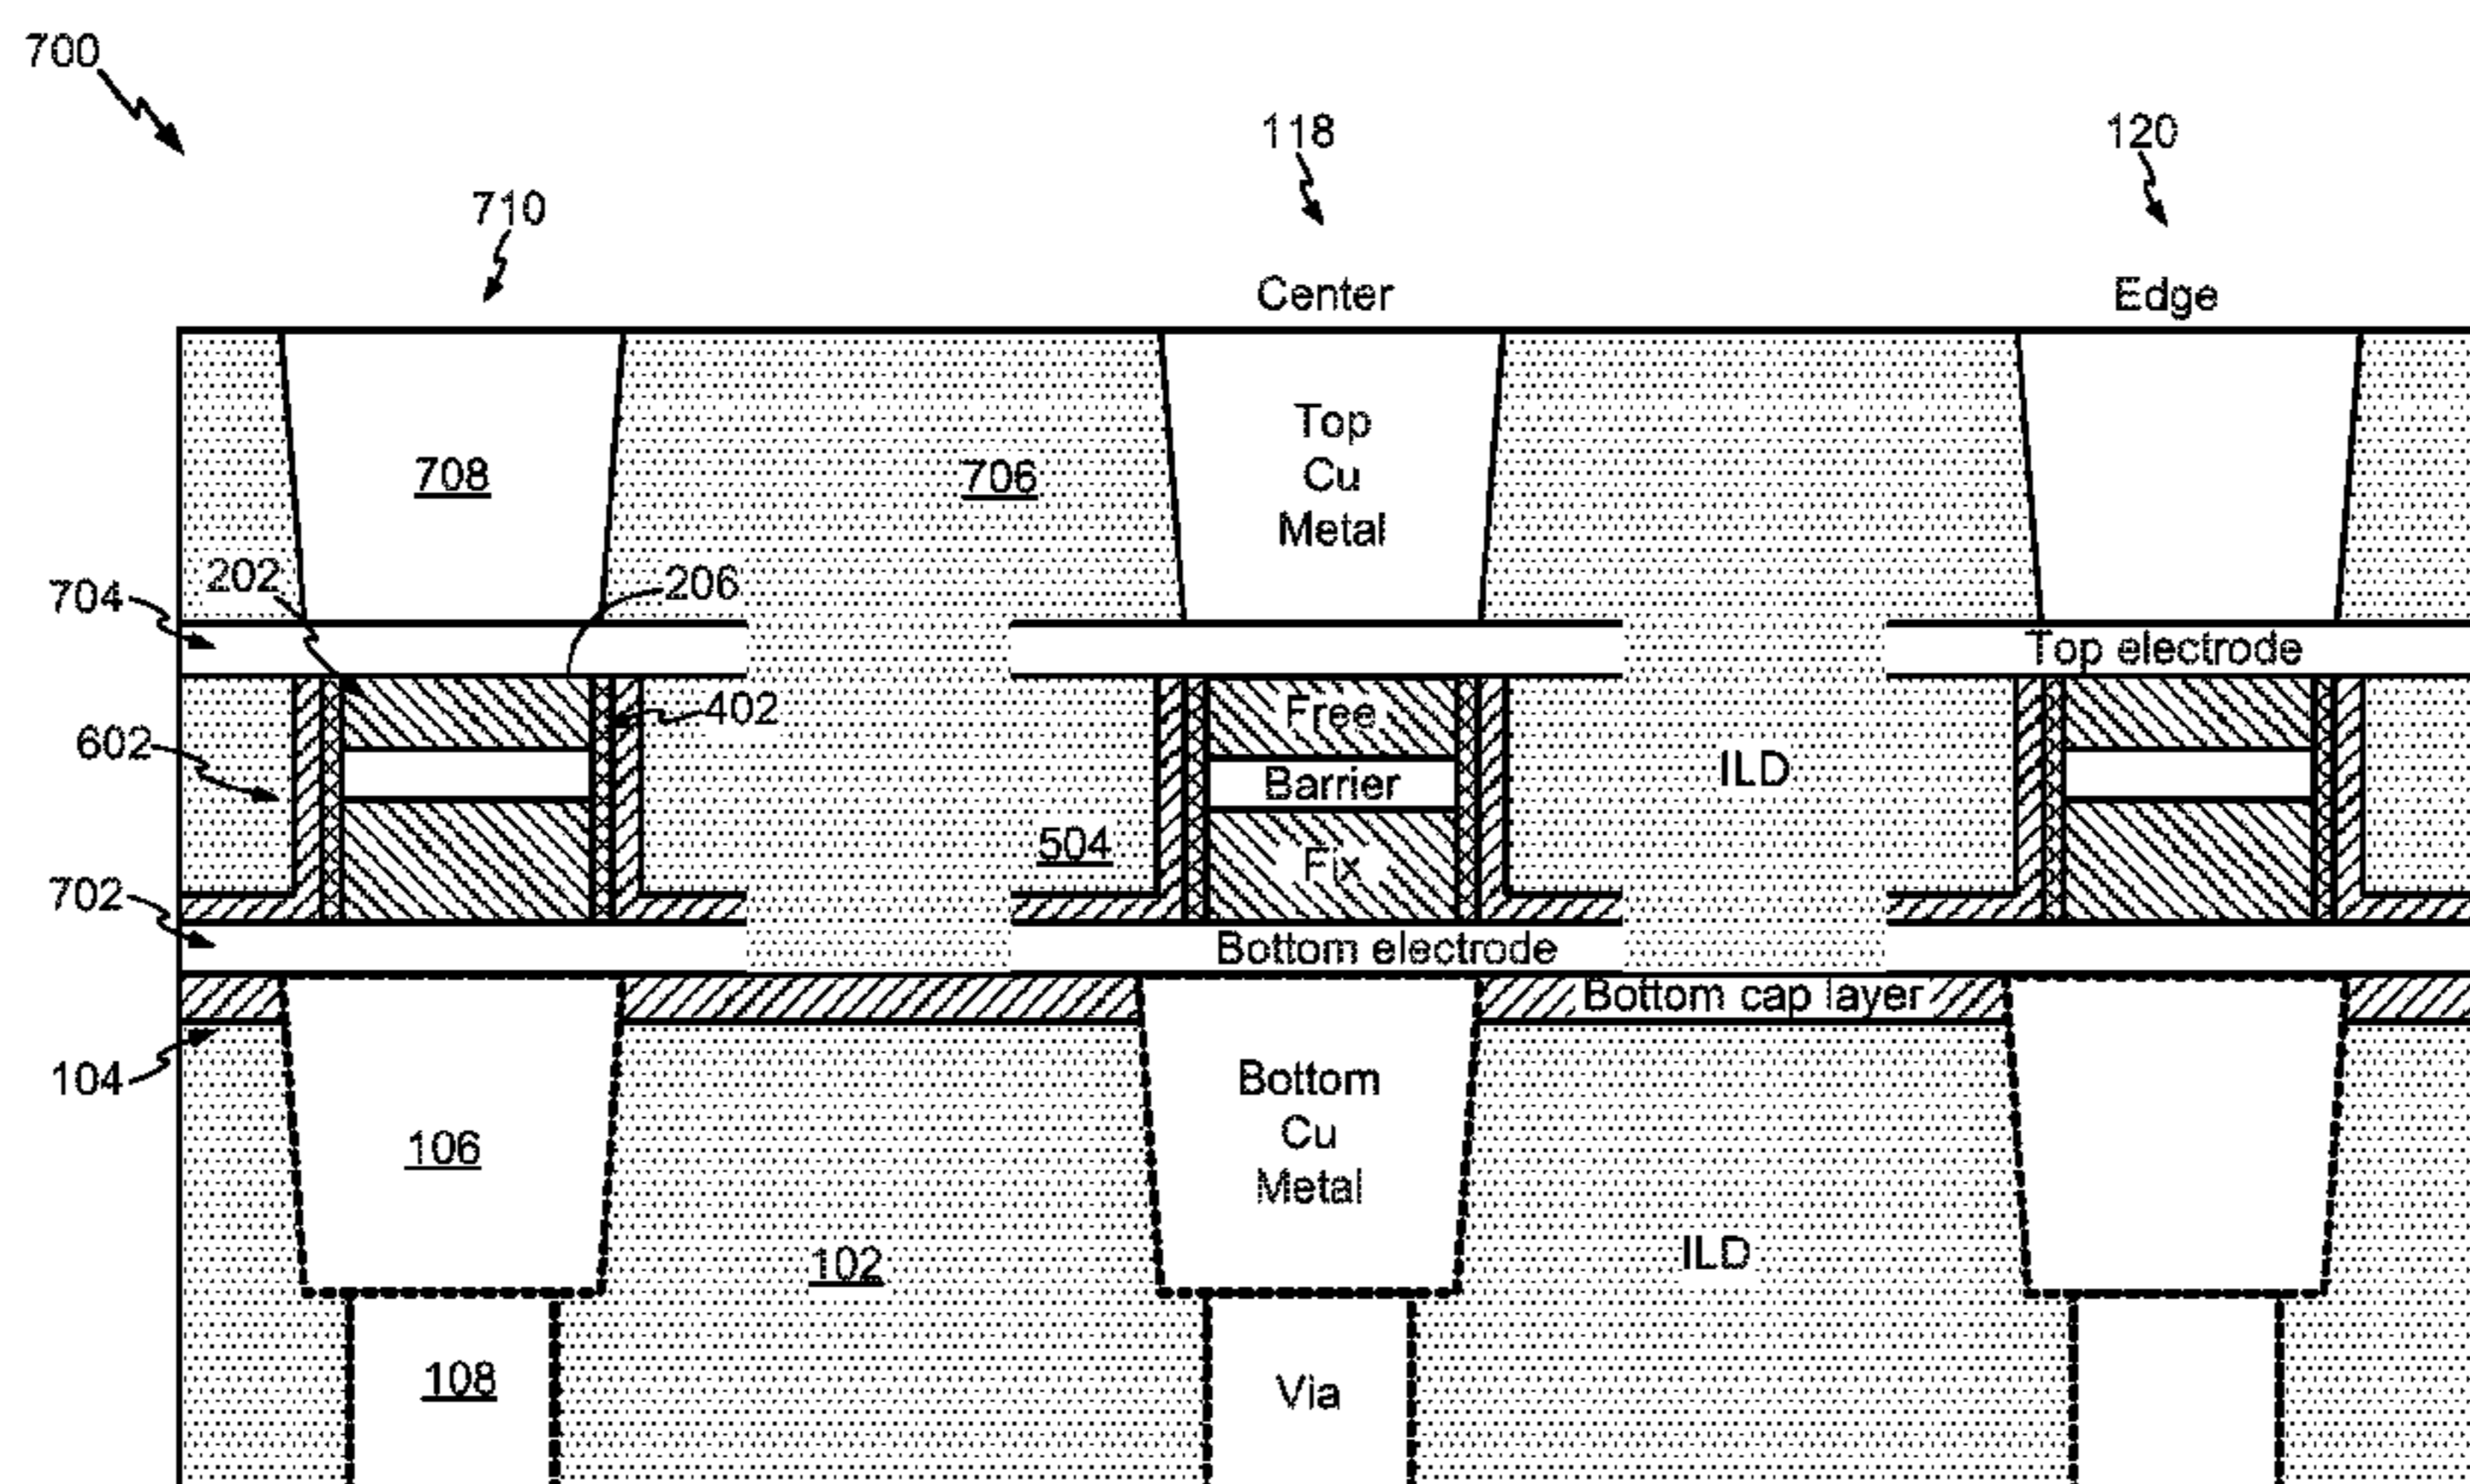 700
118
120
710
Center
Edge
Top
Cu
Metal
708
706
202
206
704
Top electrode
Free
402
602
ILD
Barrier
504
Fix
702
Bottom electrode
Bottom cap layer
104
Bottom
Cu
Metal
106
102
ILD
108
Via